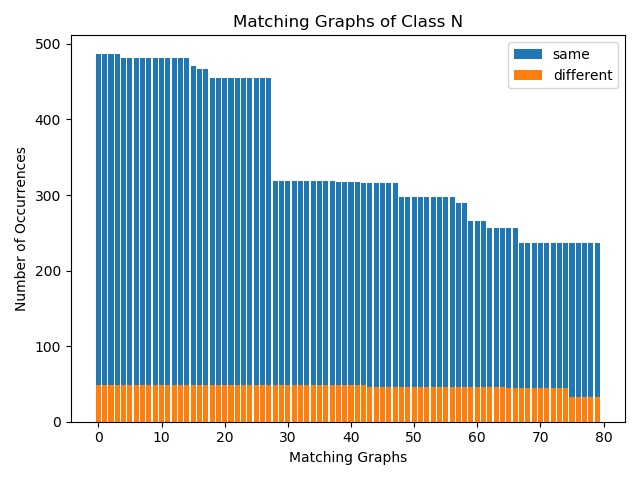 Matching Graphs of Class N
same
different
Number of Occurrences
500
400
300
200
100
0
0 10 20 30 40 50 60 70 80
Matching Graphs